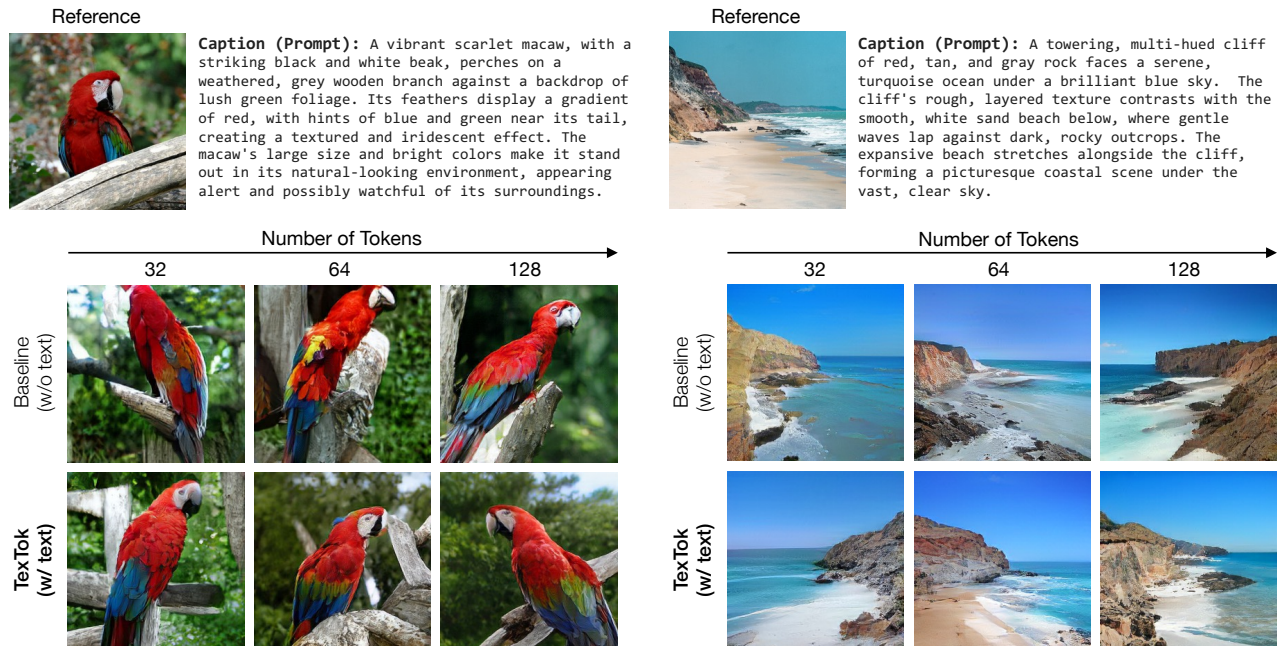 Reference
Caption (Prompt): A vibrant scarlet macaw, with a
striking black and white beak, perches on a
weathered, grey wooden branch against a backdrop of
lush green foliage. Its feathers display a gradient
of red, with hints of blue and green near its tail,
creating a textured and iridescent effect. The
macaw's large size and bright colors make it stand
out in its natural-looking environment, appearing
alert and possibly watchful of its surroundings.
Number of Tokens
32 64 128
Baseline
(w/o text)
TexTok
(w/ text)
Reference
Caption (Prompt): A towering, multi-hued cliff
of red, tan, and gray rock faces a serene,
turquoise ocean under a brilliant blue sky. The
cliff's rough, layered texture contrasts with the
smooth, white sand beach below, where gentle
waves lap against dark, rocky outcrops. The
expansive beach stretches alongside the cliff,
forming a picturesque coastal scene under the
vast, clear sky.
Number of Tokens
32 64 128
Baseline
(w/o text)
TexTok
(w/ text)